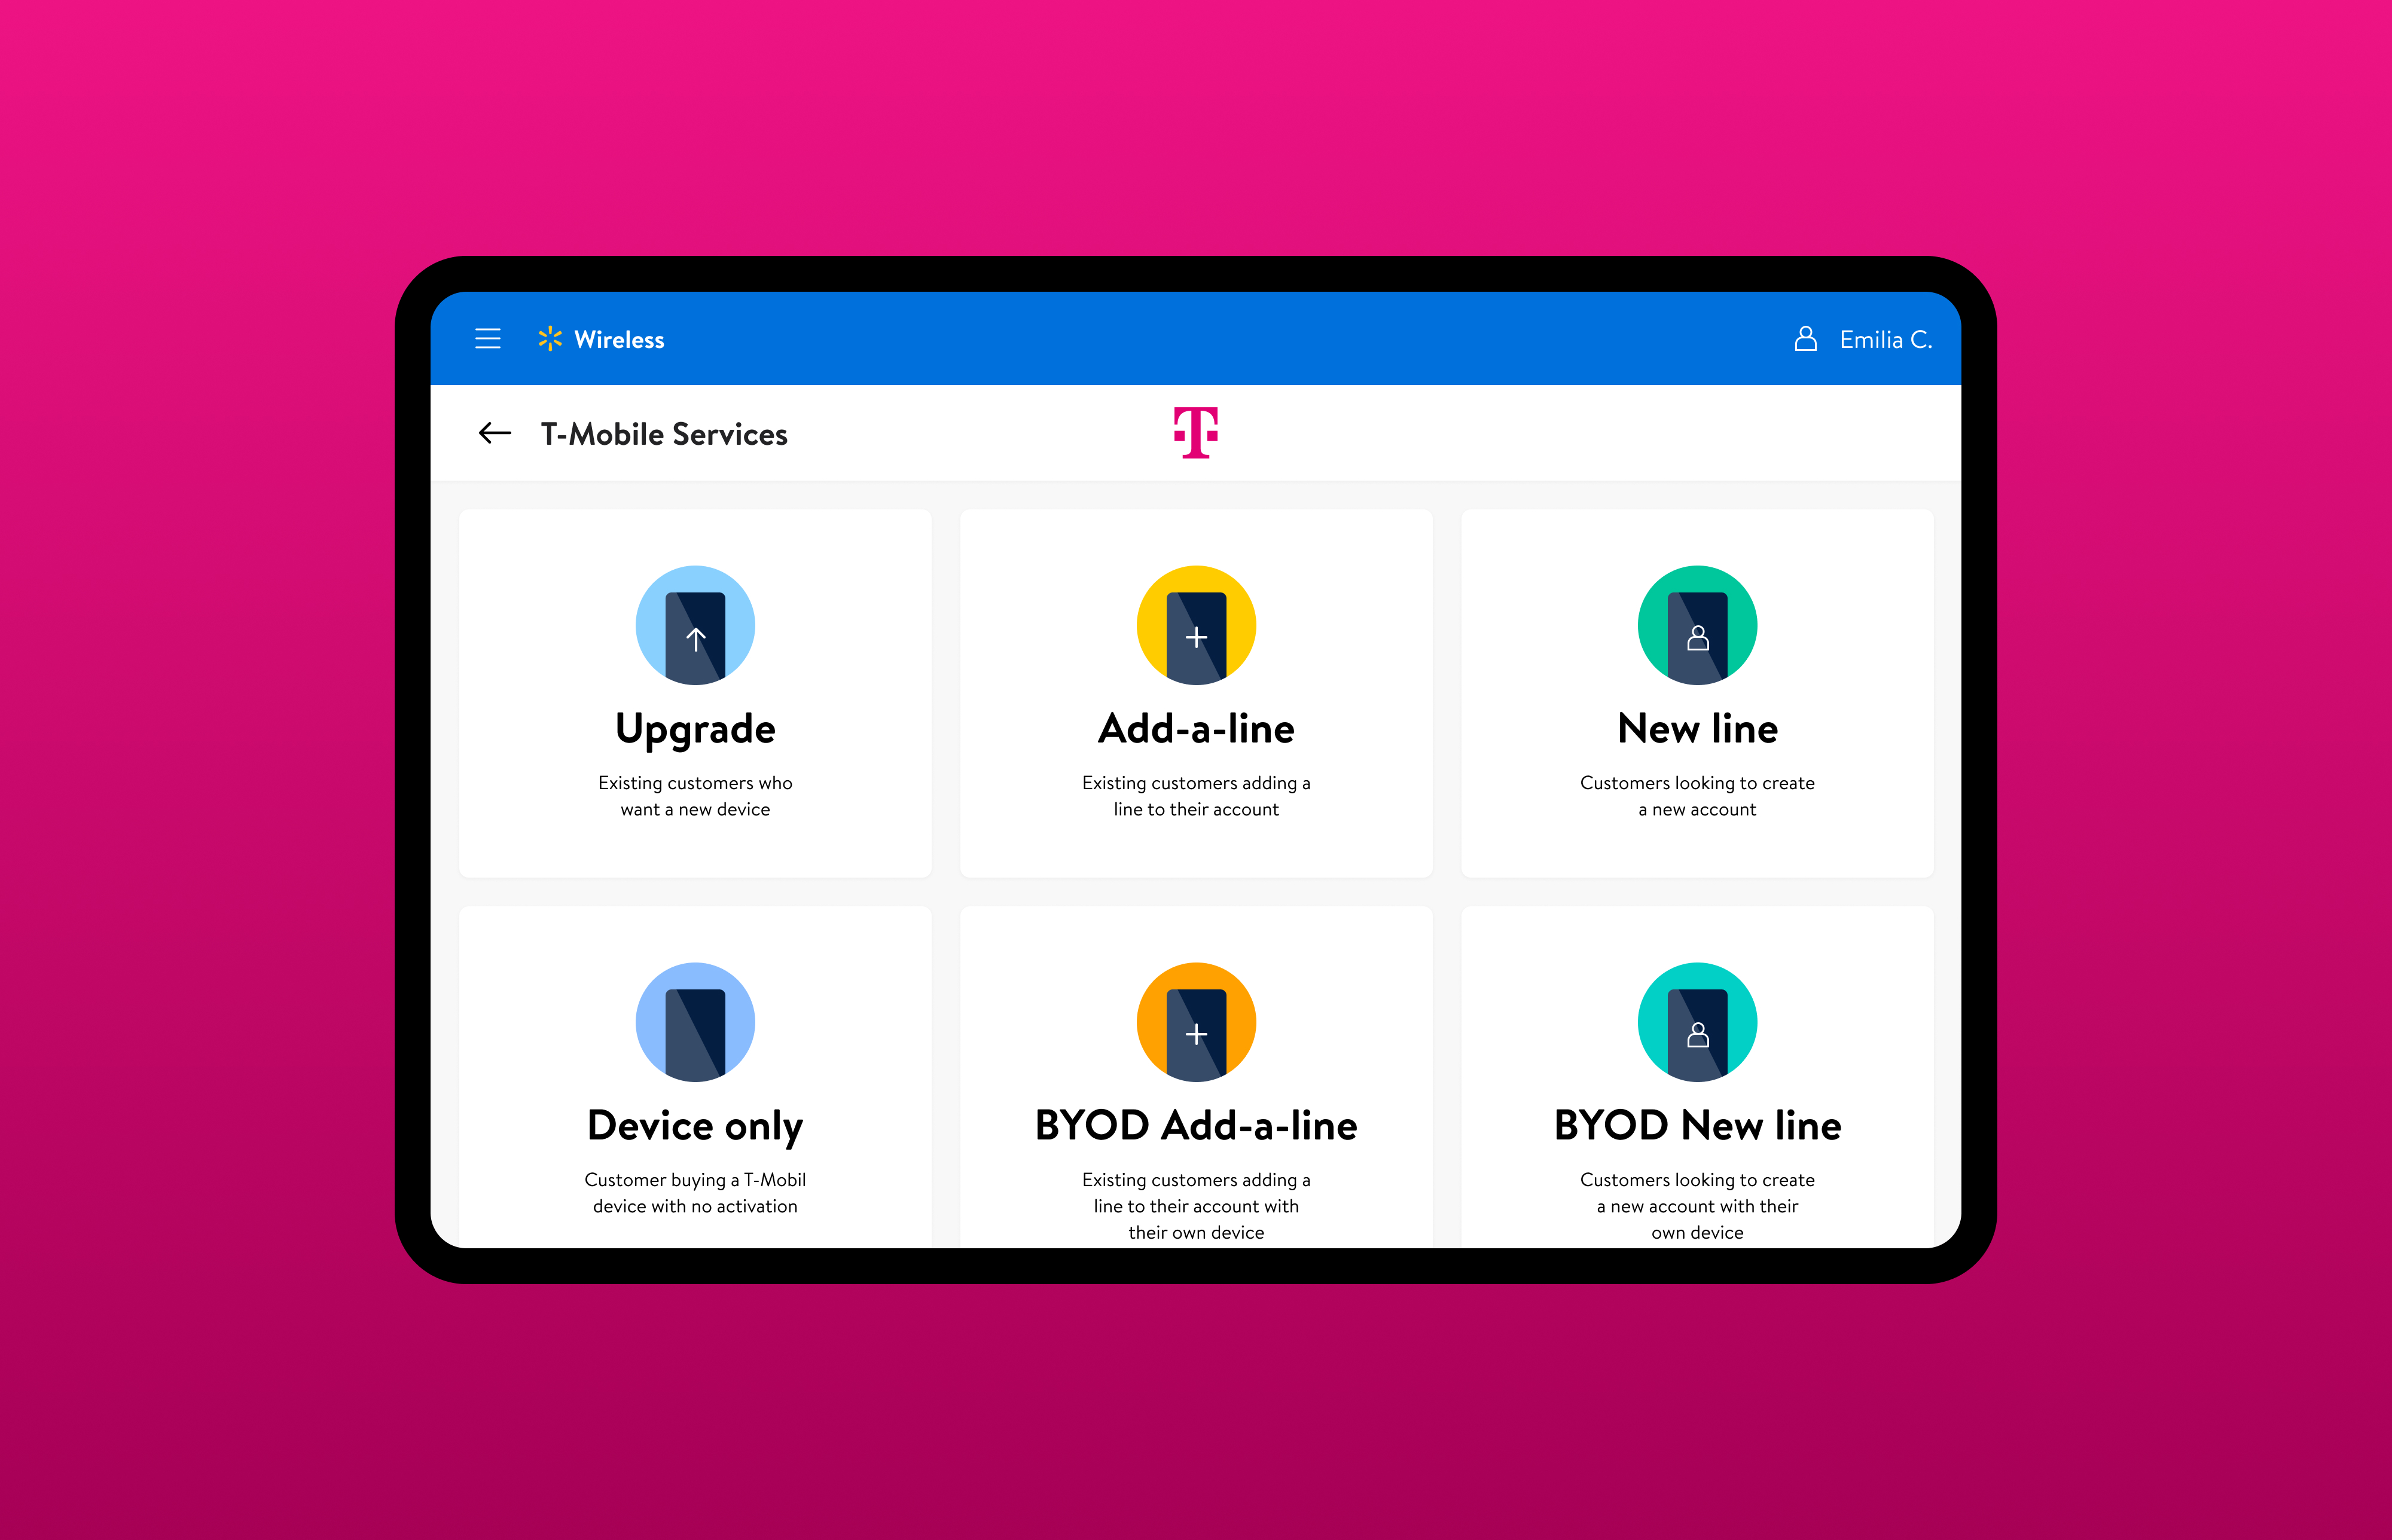 Wireless
Emilia C.
T-Mobile Services
T
Upgrade
Existing customers who
want a new device
Add-a-line
Existing customers adding a
line to their account
New line
Customers looking to create
a new account
Device only
Customer buying a T-Mobil
device with no activation
BYOD Add-a-line
Existing customers adding a
line to their account with
their own device
BYOD New line
Customers looking to create
a new account with their
own device